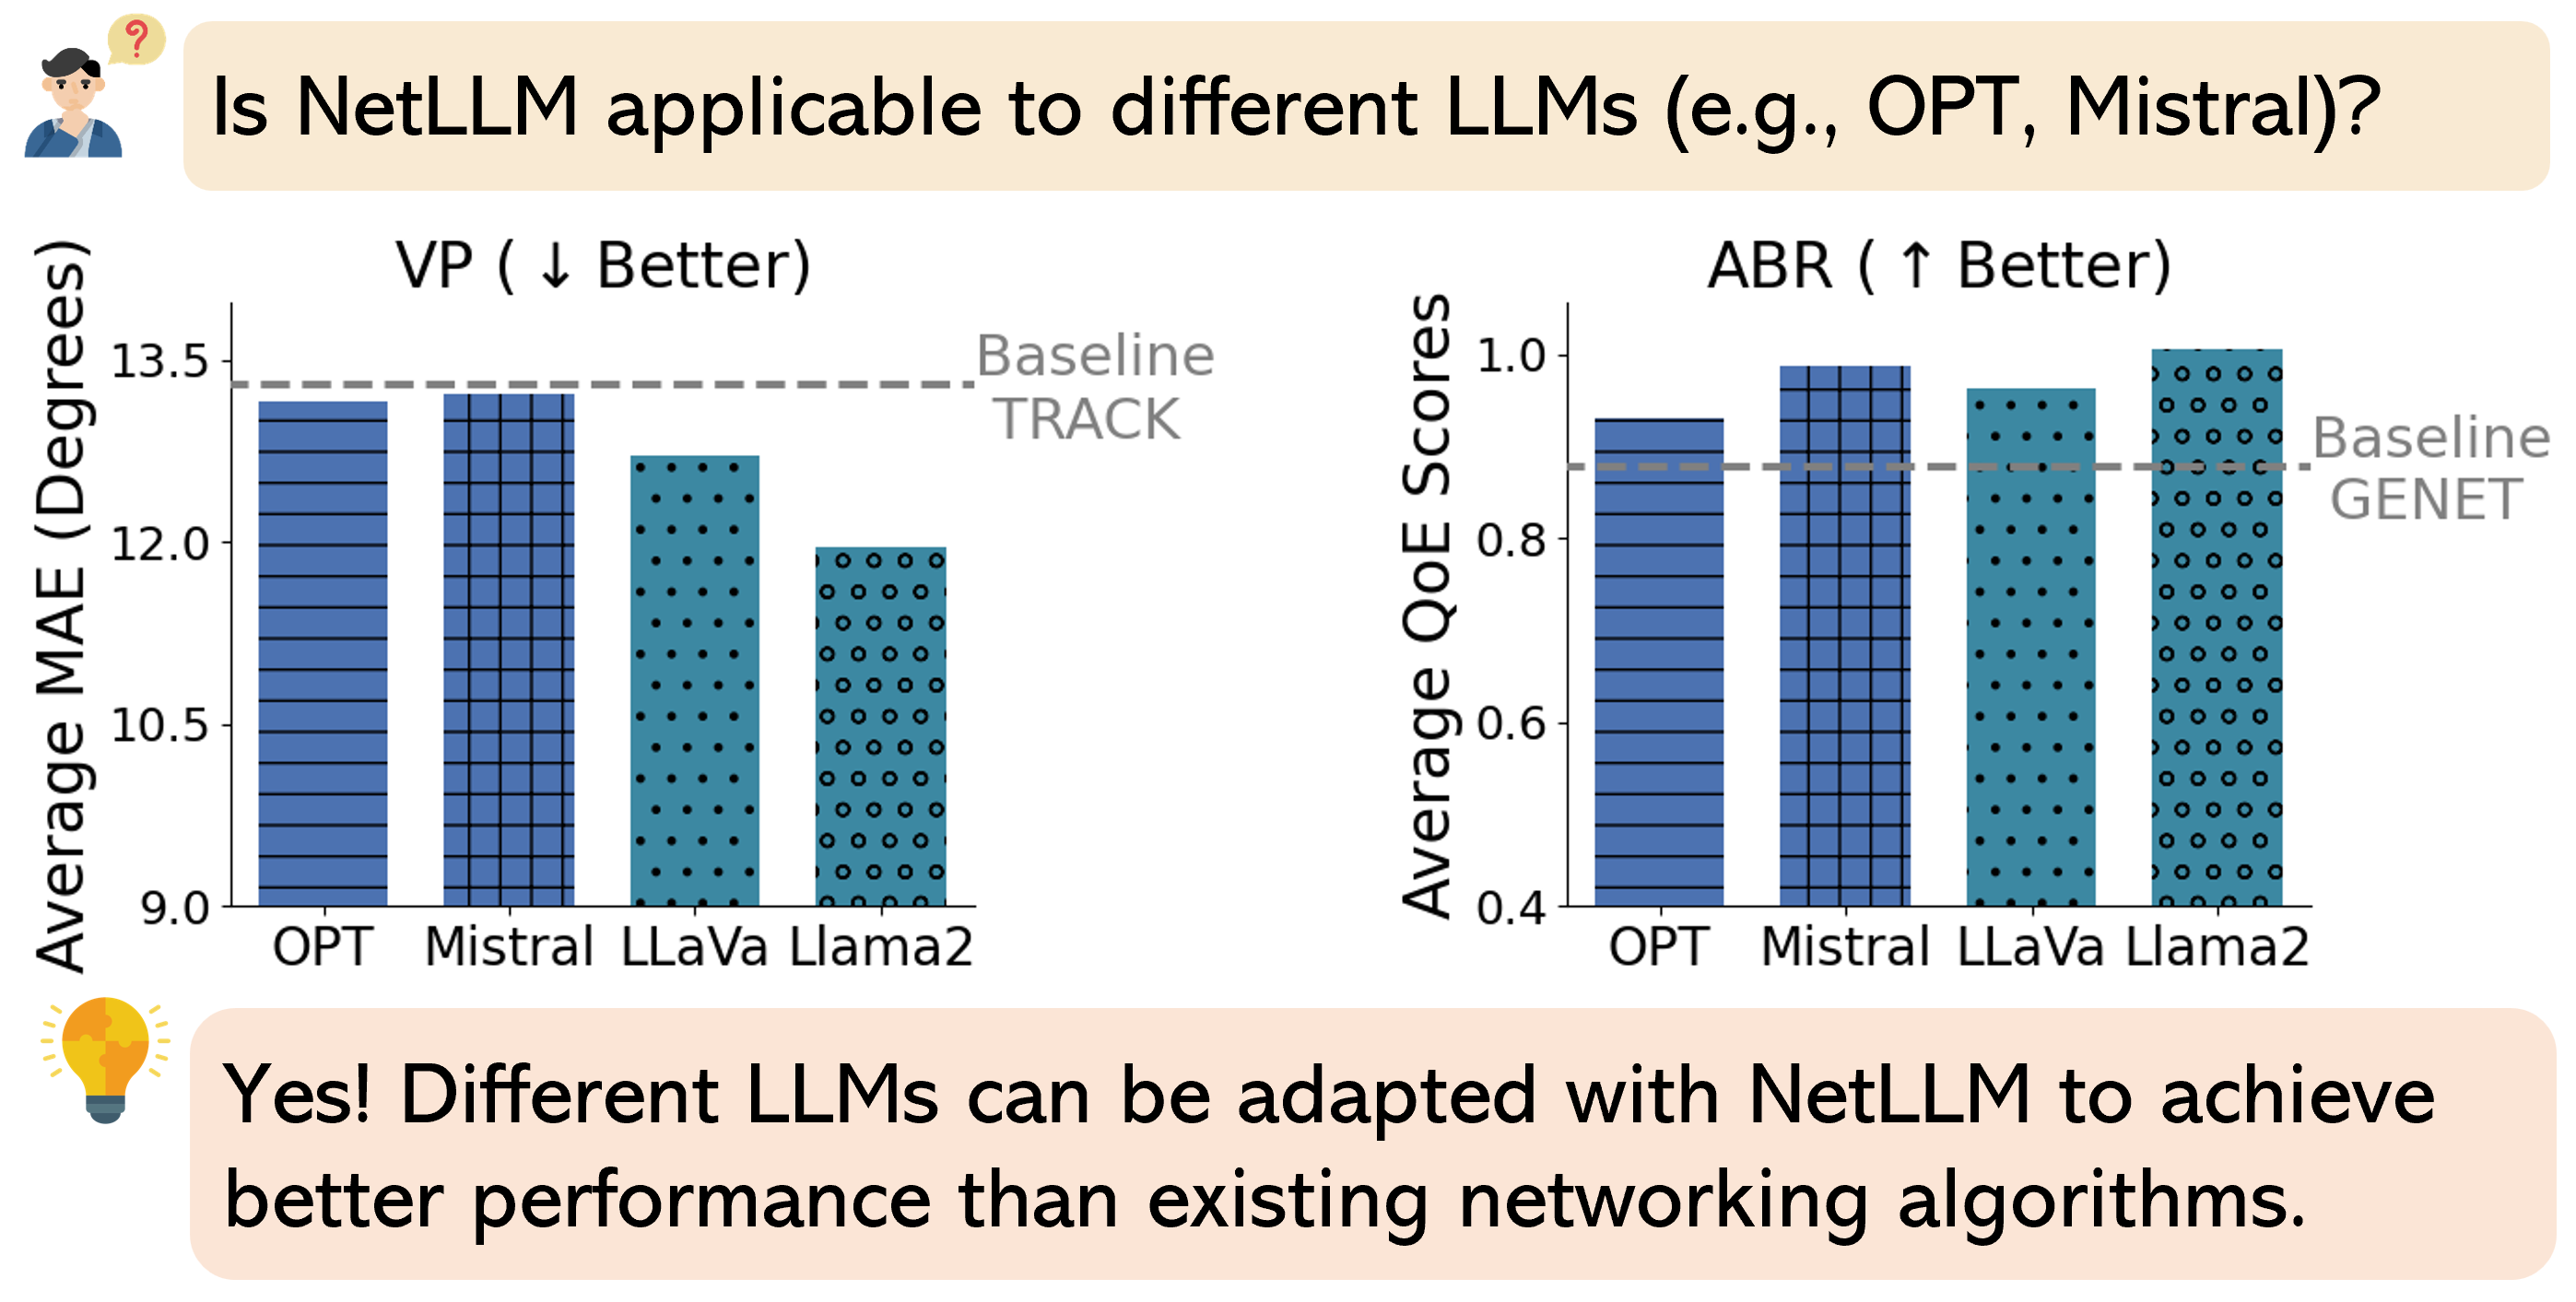 ?
Is NetLLM applicable to different LLMs (e.g., OPT, Mistral)?
VP ( ↓ Better)
Average MAE (Degrees)
13.5
12.0
10.5
9.0
Baseline
TRACK
OPT Mistral LLaVa Llama2
ABR ( ↑ Better)
Average QoE Scores
1.0
0.8
0.6
0.4
Baseline
GENET
OPT Mistral LLaVa Llama2
Yes! Different LLMs can be adapted with NetLLM to achieve
better performance than existing networking algorithms.